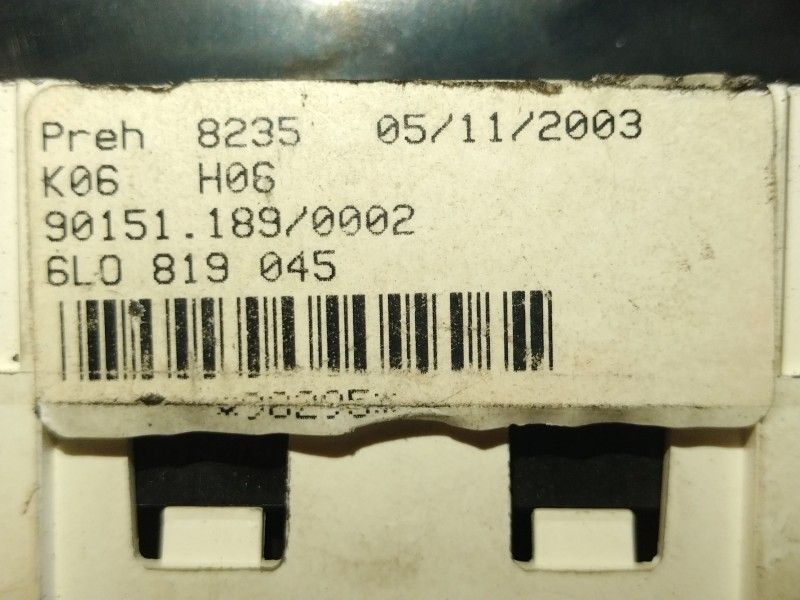 Preh 8235 05/11/2003
K06 H06
90151.189/0002
6L0 819 045